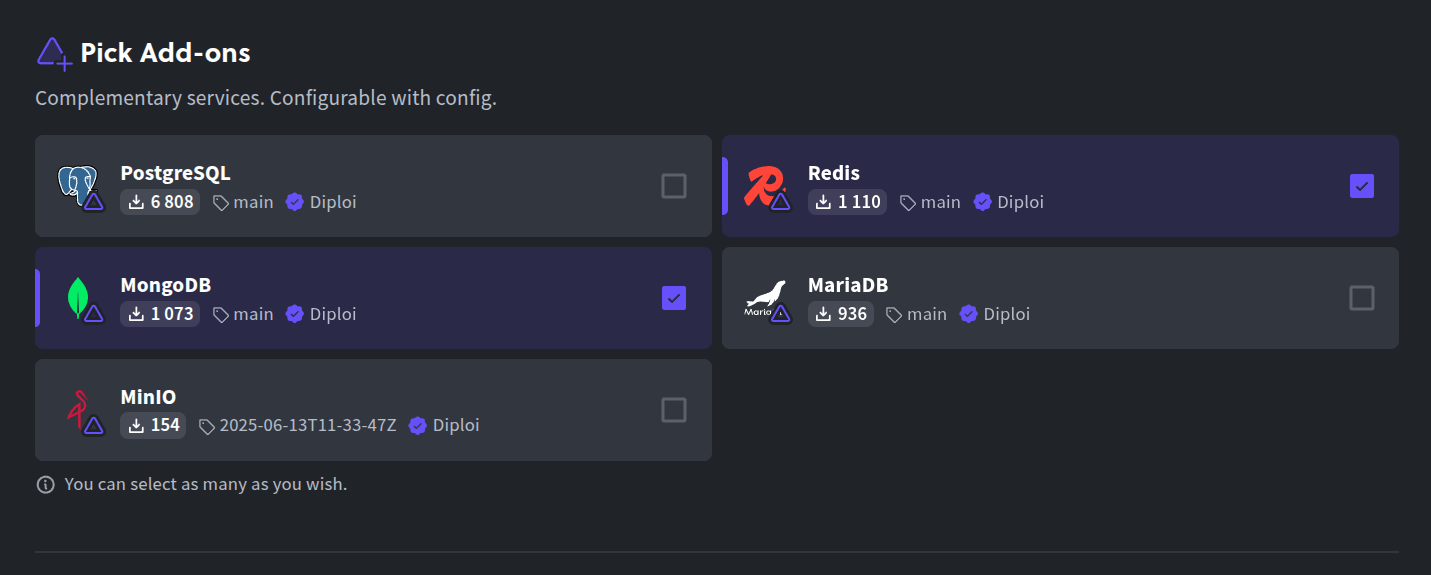 Pick Add-ons
Complementary services. Configurable with config.
PostgreSQL
6 808 main Diploi
Redis
1 110 main Diploi
MongoDB
1 073 main Diploi
MariaDB
936 main Diploi
MinIO
154 2025-06-13T11-33-47Z Diploi
You can select as many as you wish.